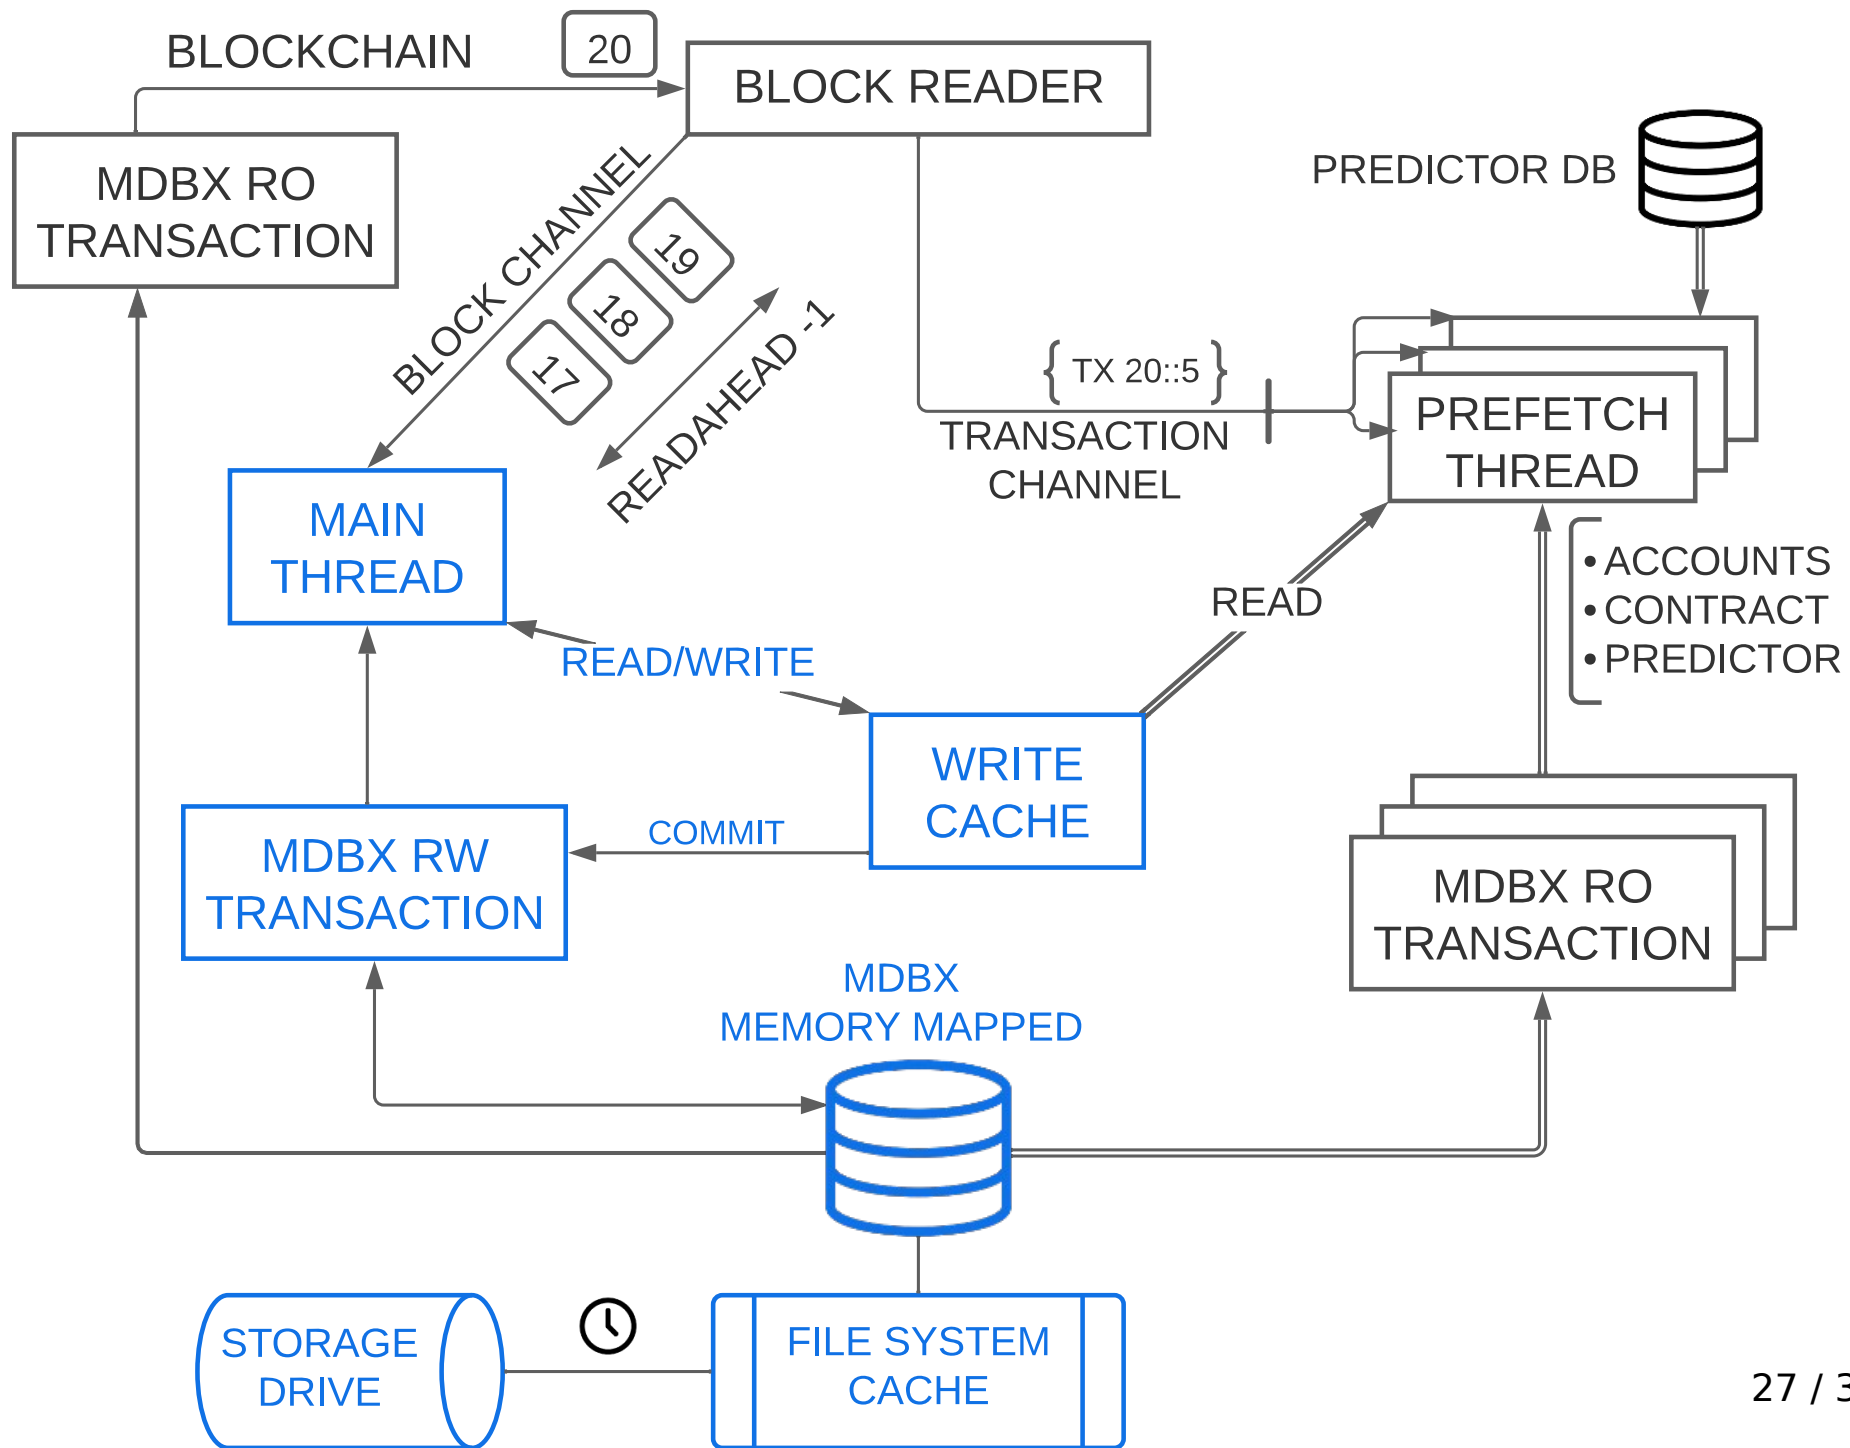 BLOCKCHAIN
20
BLOCK READER
MDBX RO
TRANSACTION
BLOCK CHANNEL
19
18
17
READAHEAD -1
PREDICTOR DB
{ TX 20::5 }
TRANSACTION
CHANNEL
PREFETCH
THREAD
MAIN
THREAD
• ACCOUNTS
• CONTRACT
• PREDICTOR
READ
READ/WRITE
WRITE
CACHE
COMMIT
MDBX RW
TRANSACTION
MDBX RO
TRANSACTION
MDBX
MEMORY MAPPED
STORAGE
DRIVE
FILE SYSTEM
CACHE
27 / 3